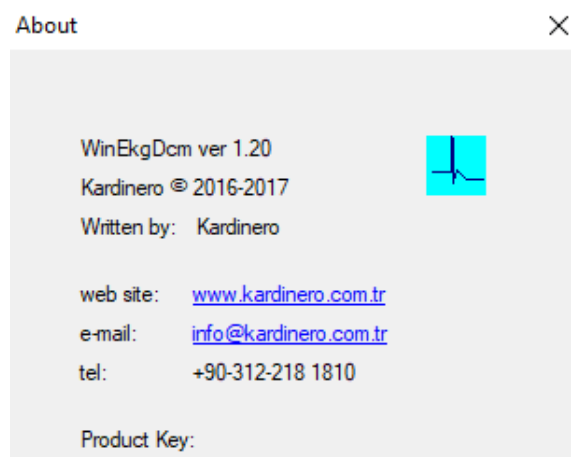 About
WinEkgDcm ver 1.20
Kardinero © 2016-2017
Written by: Kardinero
web site: www.kardinero.com.tr
e-mail: info@kardinero.com.tr
tel: +90-312-218 1810
Product Key: